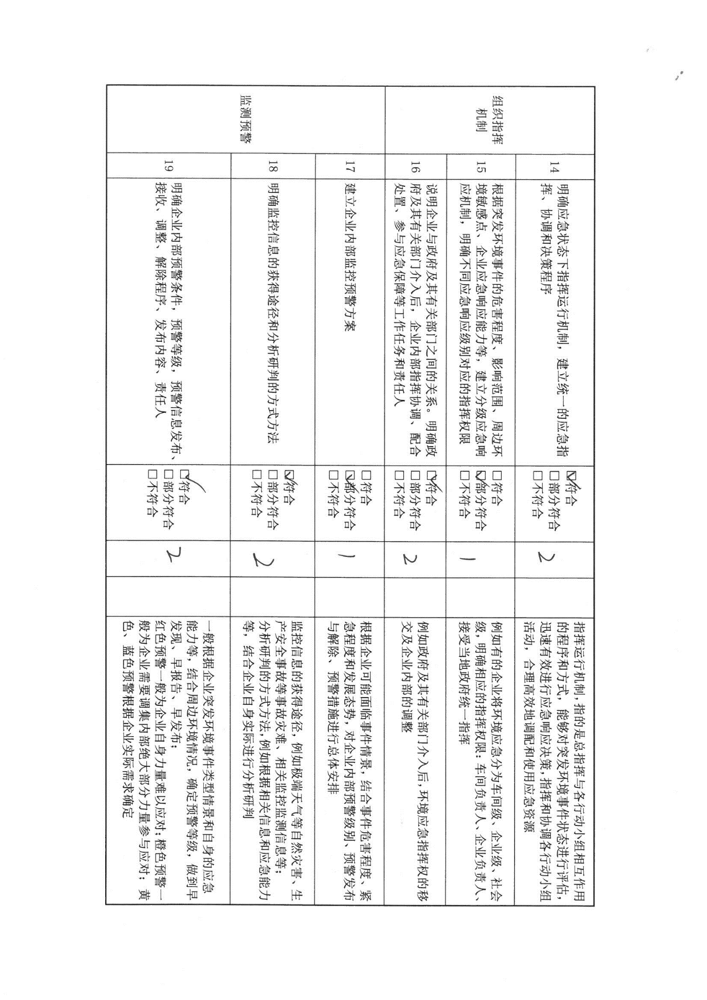 组织指挥
机制
14
明确应急状态下指挥运行机制，建立统一的应急指
挥、协调和决策程序
☑符合
□部分符合
□不符合
2
指挥运行机制，指的是总指挥与各行动小组相互作用
的程序和方式，能够对突发环境事件状态进行评估，
迅速有效进行应急响应决策，指挥和协调各行动小组
活动，合理高效地调配和使用应急资源
15
根据突发环境事件的危害程度、影响范围、周边环
境敏感点、企业应急响应能力等，建立分级应急响
应机制，明确不同应急响应级别对应的指挥权限
□符合
☑部分符合
□不符合
1
例如有的企业将环境应急分为车间级、企业级、社会
级，明确相应的指挥权限：车间负责人、企业负责人、
接受当地政府统一指挥
16
说明企业与政府及其有关部门之间的关系。明确政
府及其有关部门介入后，企业内部指挥协调、配合
处置、参与应急保障等工作任务和责任人
☑符合
□部分符合
□不符合
2
例如政府及其有关部门介入后，环境应急指挥权的移
交及企业内部的调整
监测预警
17
建立企业内部监控预警方案
□符合
☑部分符合
□不符合
1
根据企业可能面临事件情景，结合事件危害程度、紧
急程度和发展态势，对企业内部预警级别、预警发布
与解除、预警措施进行总体安排
18
明确监控信息的获得途径和分析研判的方式方法
☑符合
□部分符合
□不符合
2
监控信息的获得途径，例如极端天气等自然灾害、生
产安全事故等事故灾难、相关监控监测信息等；
分析研判的方式方法，例如根据相关信息和应急能力
等，结合企业自身实际进行分析研判
19
明确企业内部预警条件，预警等级，预警信息发布、
接收、调整、解除程序、发布内容、责任人
☑符合
□部分符合
□不符合
2
一般根据企业突发环境事件类型情景和自身的应急
能力等，结合周边环境情况，确定预警等级，做到早
发现、早报告、早发布；
红色预警一般为企业自身力量难以应对；橙色预警一
般为企业需要调集内部绝大部分力量参与应对；黄
色、蓝色预警根据企业实际需求确定